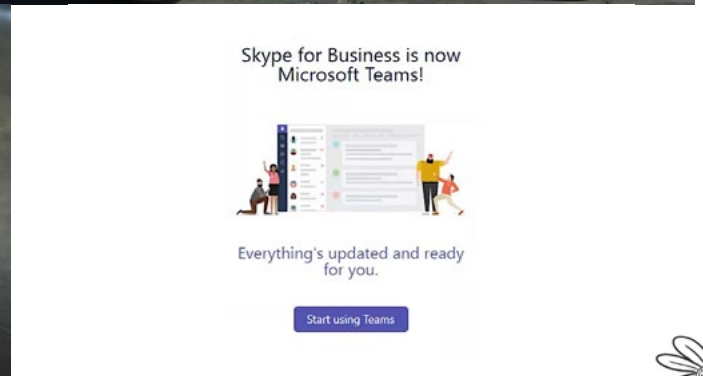 Skype for Business is now
Microsoft Teams!
Everything's updated and ready
for you.
Start using Teams